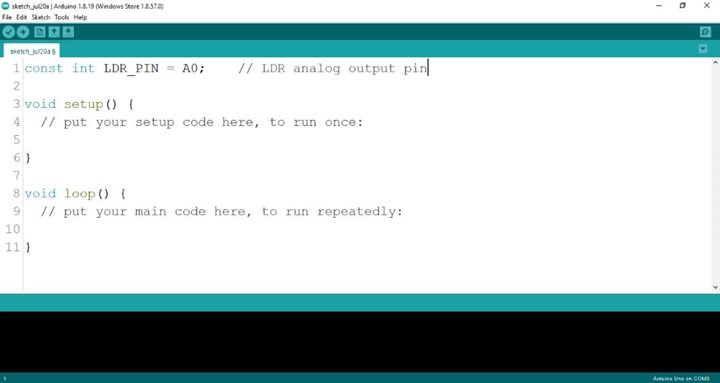 sketch_jul20a | Arduino 1.8.19 (Windows Store 1.8.57.0)
File Edit Sketch Tools Help
sketch_jul20a §
1 const int LDR_PIN = A0;    // LDR analog output pin
2
3 void setup() {
4   // put your setup code here, to run once:
5
6 }
7
8 void loop() {
9   // put your main code here, to run repeatedly:
10
11 }
1
Arduino Uno on COM3